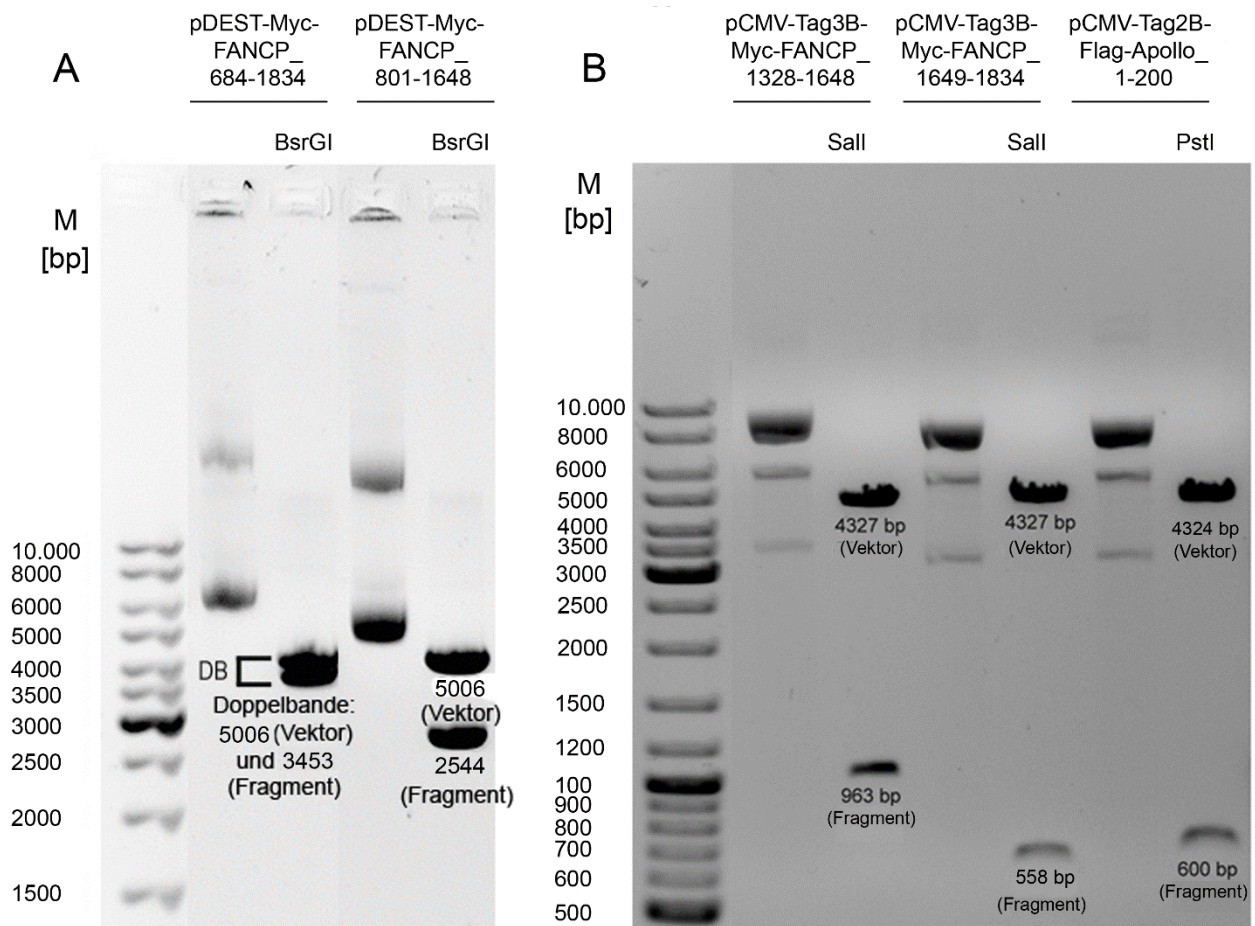 A
pDEST-Myc-
FANCP_
684-1834
pDEST-Myc-
FANCP_
801-1648
BsrGI
BsrGI
M
[bp]
10.000
8000
6000
5000
4000
3500
3000
2500
2000
1500
DB
Doppelbande:
5006 (Vektor)
und 3453
(Fragment)
5006
(Vektor)
2544
(Fragment)
B
pCMV-Tag3B-
Myc-FANCP_
1328-1648
pCMV-Tag3B-
Myc-FANCP_
1649-1834
pCMV-Tag2B-
Flag-Apollo_
1-200
SalI
SalI
PstI
M
[bp]
10.000
8000
6000
5000
4000
3500
3000
2500
2000
1500
1200
100
900
800
700
600
500
4327 bp
(Vektor)
963 bp
(Fragment)
4327 bp
(Vektor)
558 bp
(Fragment)
4324 bp
(Vektor)
600 bp
(Fragment)